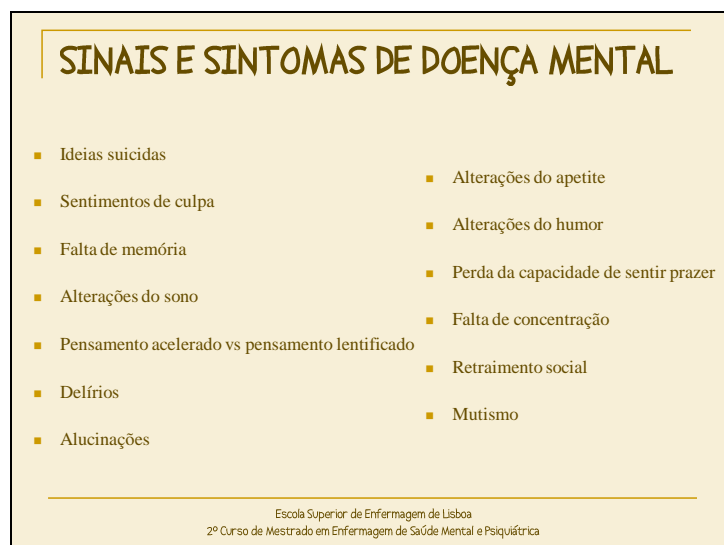 SINAIS E SINTOMAS DE DOENÇA MENTAL
Ideias suicidas
Sentimentos de culpa
Falta de memória
Alterações do sono
Pensamento acelerado vs pensamento lentificado
Delírios
Alucinações
Alterações do apetite
Alterações do humor
Perda da capacidade de sentir prazer
Falta de concentração
Retraimento social
Mutismo
Escola Superior de Enfermagem de Lisboa
2º Curso de Mestrado em Enfermagem de Saúde Mental e Psiquiátrica